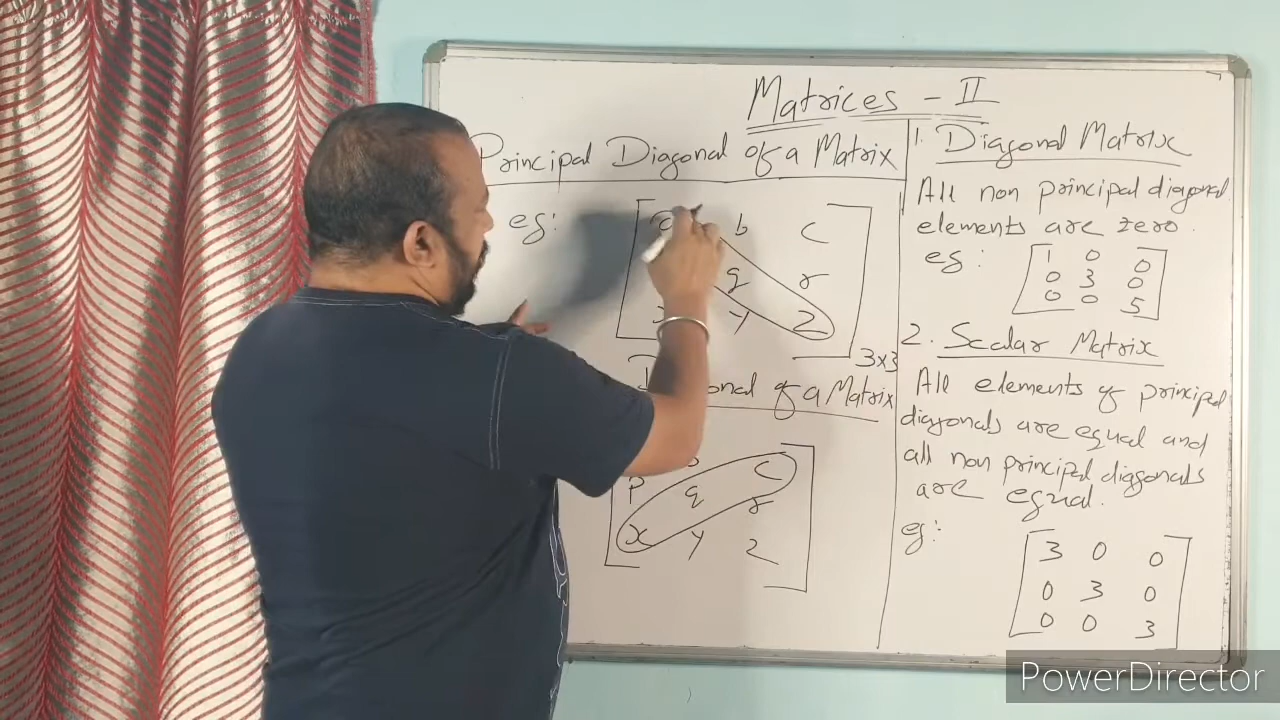 Matrices - II
Principal Diagonal of a Matrix
eg:
b c
q r
y z
3x3
Diagonal of a Matrix
c
p q r
x y z
1. Diagonal Matrix
All non principal diagonal
elements are zero.
eg:
1 0 0
0 3 0
0 0 5
2. Scalar Matrix
All elements of principal
diagonals are equal and
all non principal diagonals
are equal.
eg:
3 0 0
0 3 0
0 0 3
PowerDirector